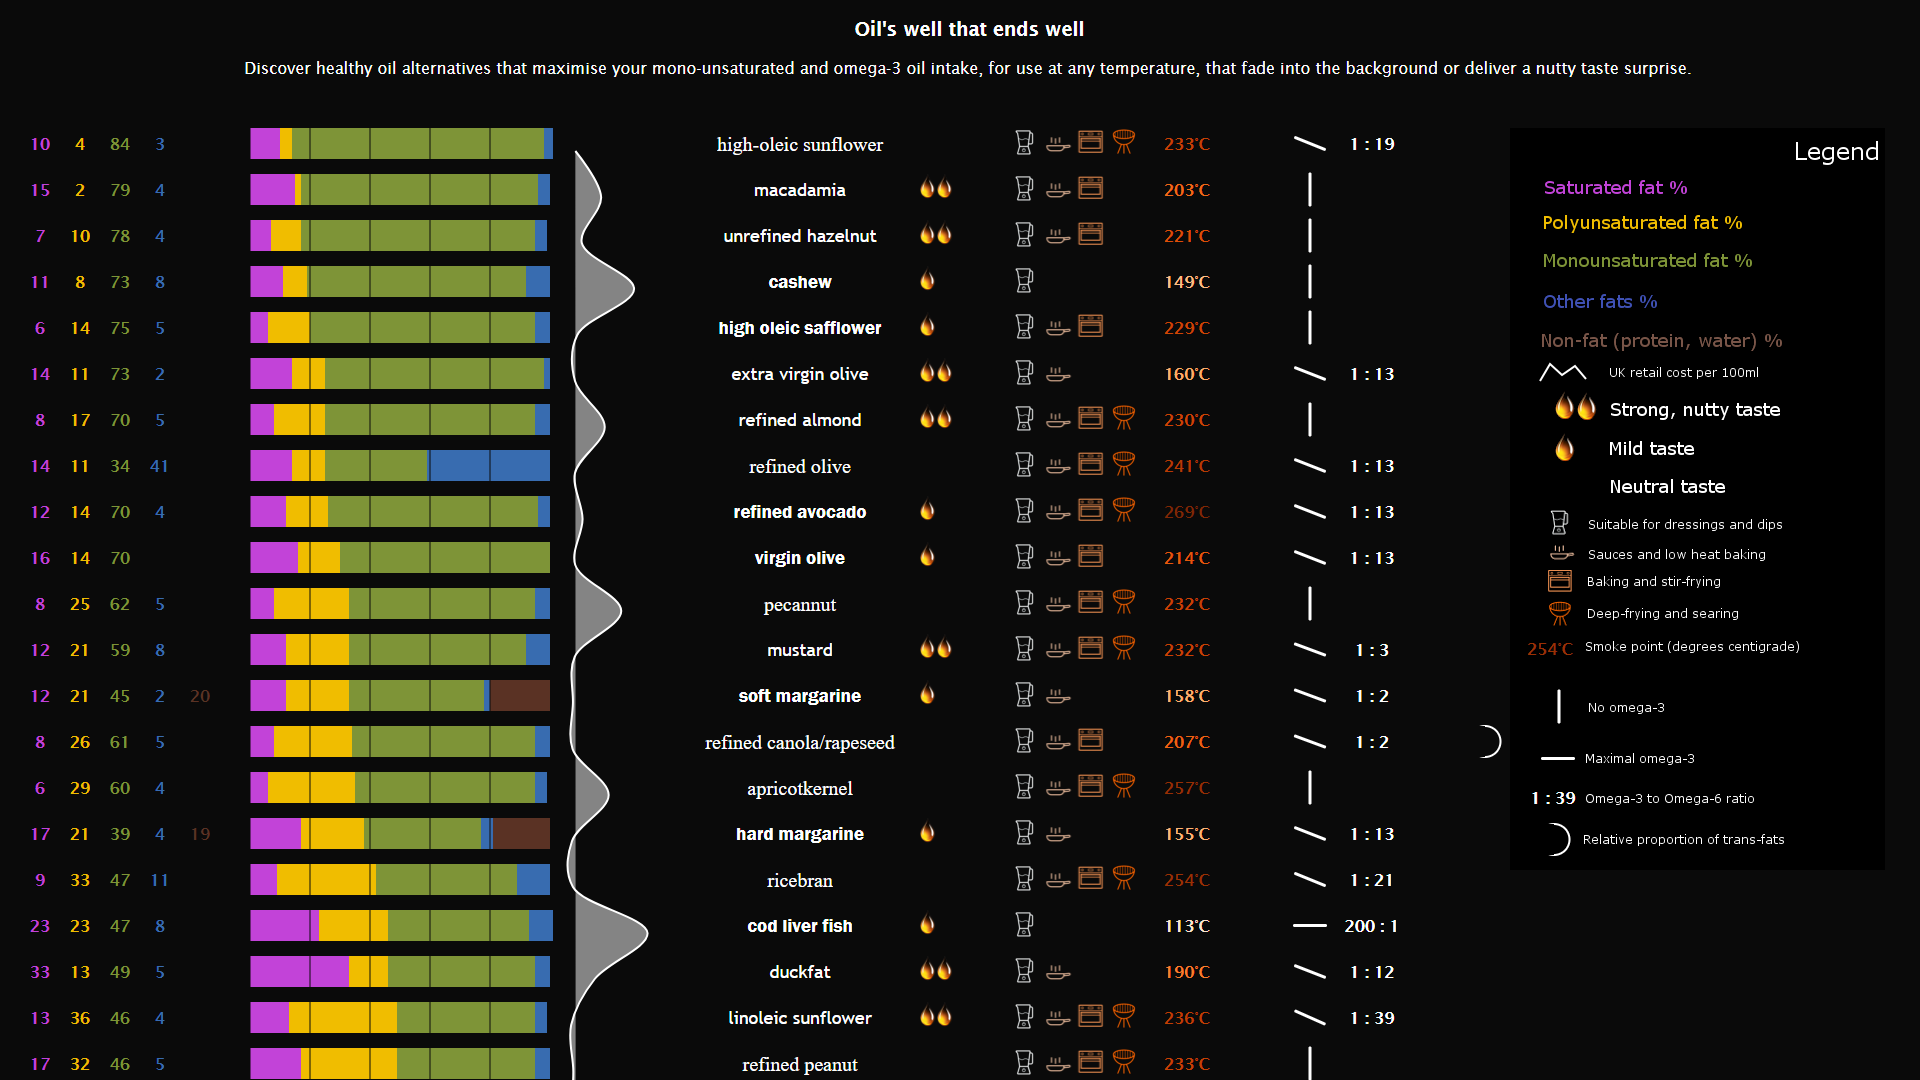 Oil's well that ends well
Discover healthy oil alternatives that maximise your mono-unsaturated and omega-3 oil intake, for use at any temperature, that fade into the background or deliver a nutty taste surprise.
10 4 84 3 high-oleic sunflower 233°C 1 : 19
15 2 79 4 macadamia 203°C
7 10 78 4 unrefined hazelnut 221°C
11 8 73 8 cashew 149°C
6 14 75 5 high oleic safflower 229°C
14 11 73 2 extra virgin olive 160°C 1 : 13
8 17 70 5 refined almond 230°C
14 11 34 41 refined olive 241°C 1 : 13
12 14 70 4 refined avocado 269°C 1 : 13
16 14 70 virgin olive 214°C 1 : 13
8 25 62 5 pecannut 232°C
12 21 59 8 mustard 232°C 1 : 3
12 21 45 2 20 soft margarine 158°C 1 : 2
8 26 61 5 refined canola/rapeseed 207°C 1 : 2
6 29 60 4 apricotkernel 257°C
17 21 39 4 19 hard margarine 155°C 1 : 13
9 33 47 11 ricebran 254°C 1 : 21
23 23 47 8 cod liver fish 113°C 200 : 1
33 13 49 5 duckfat 190°C 1 : 12
13 36 46 4 linoleic sunflower 236°C 1 : 39
17 32 46 5 refined peanut 233°C
Legend
Saturated fat %
Polyunsaturated fat %
Monounsaturated fat %
Other fats %
Non-fat (protein, water) %
UK retail cost per 100ml
Strong, nutty taste
Mild taste
Neutral taste
Suitable for dressings and dips
Sauces and low heat baking
Baking and stir-frying
Deep-frying and searing
254°C Smoke point (degrees centigrade)
No omega-3
Maximal omega-3
1 : 39 Omega-3 to Omega-6 ratio
Relative proportion of trans-fats